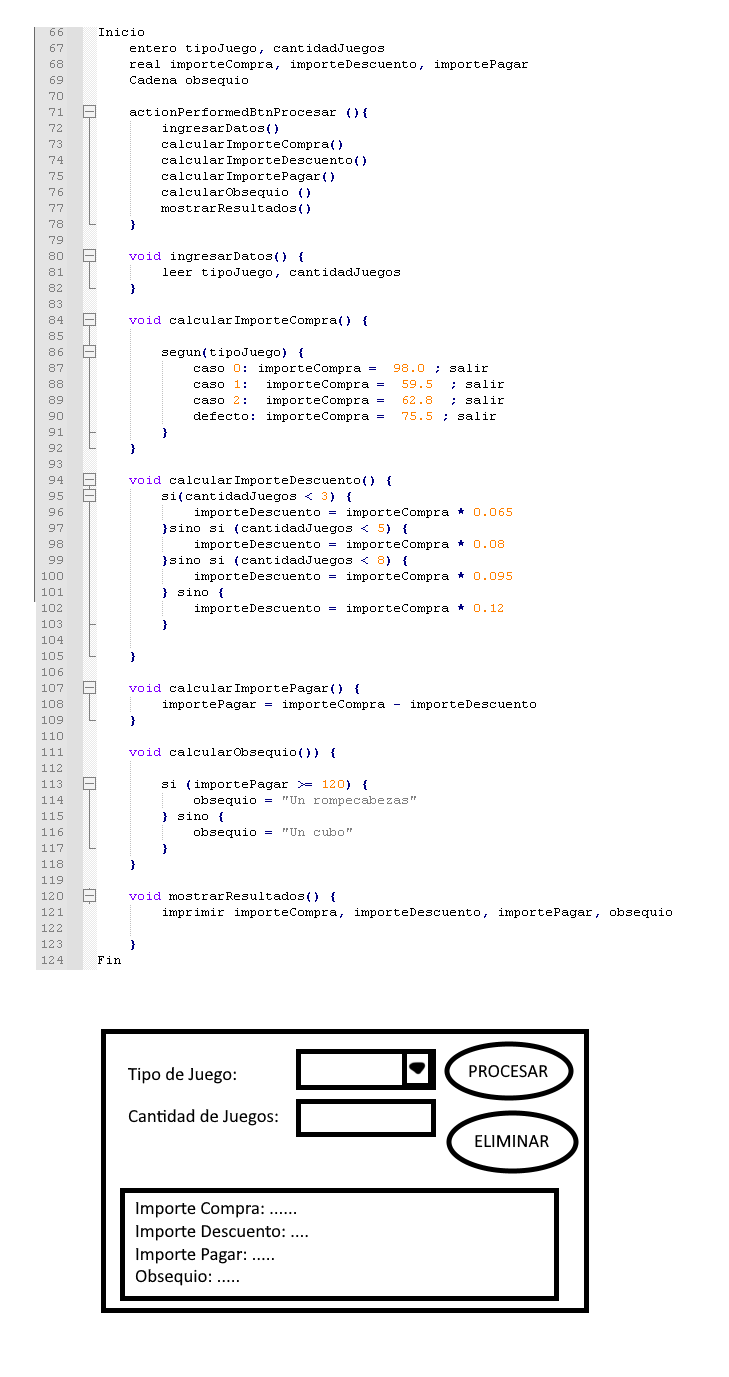 66 Inicio
67 entero tipoJuego, cantidadJuegos
68 real importeCompra, importeDescuento, importePagar
69 Cadena obsequio
70
71 actionPerformedBtnProcesar (){
72 ingresarDatos()
73 calcularImporteCompra()
74 calcularImporteDescuento()
75 calcularImportePagar()
76 calcularObsequio ()
77 mostrarResultados()
78 }
79
80 void ingresarDatos() {
81 leer tipoJuego, cantidadJuegos
82 }
83
84 void calcularImporteCompra() {
85
86 segun(tipoJuego) {
87 caso 0: importeCompra =  98.0 ; salir
88 caso 1:  importeCompra =  59.5  ; salir
89 caso 2:  importeCompra =  62.8  ; salir
90 defecto: importeCompra =  75.5 ; salir
91 }
92 }
93
94 void calcularImporteDescuento() {
95 si(cantidadJuegos < 3) {
96 importeDescuento = importeCompra * 0.065
97 }sino si (cantidadJuegos < 5) {
98 importeDescuento = importeCompra * 0.08
99 }sino si (cantidadJuegos < 8) {
100 importeDescuento = importeCompra * 0.095
101 } sino {
102 importeDescuento = importeCompra * 0.12
103 }
104
105 }
106
107 void calcularImportePagar() {
108 importePagar = importeCompra - importeDescuento
109 }
110
111 void calcularObsequio()) {
112
113 si (importePagar >= 120) {
114 obsequio = "Un rompecabezas"
115 } sino {
116 obsequio = "Un cubo"
117 }
118 }
119
120 void mostrarResultados() {
121 imprimir importeCompra, importeDescuento, importePagar, obsequio
122
123 }
124 Fin
Tipo de Juego:
PROCESAR
Cantidad de Juegos:
ELIMINAR
Importe Compra: ......
Importe Descuento: ....
Importe Pagar: .....
Obsequio: .....